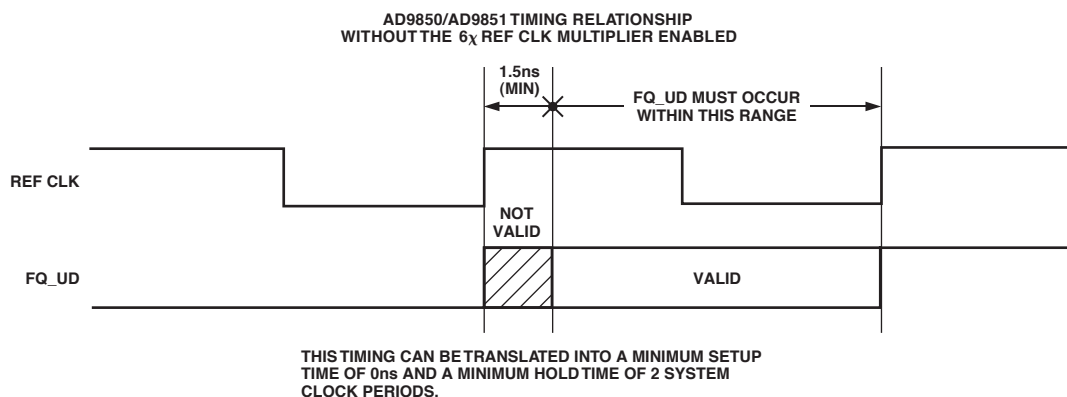 AD9850/AD9851 TIMING RELATIONSHIP
WITHOUT THE 6χ REF CLK MULTIPLIER ENABLED
1.5ns
(MIN)
FQ_UD MUST OCCUR
WITHIN THIS RANGE
REF CLK
NOT
VALID
FQ_UD
VALID
THIS TIMING CAN BE TRANSLATED INTO A MINIMUM SETUP
TIME OF 0ns AND A MINIMUM HOLD TIME OF 2 SYSTEM
CLOCK PERIODS.